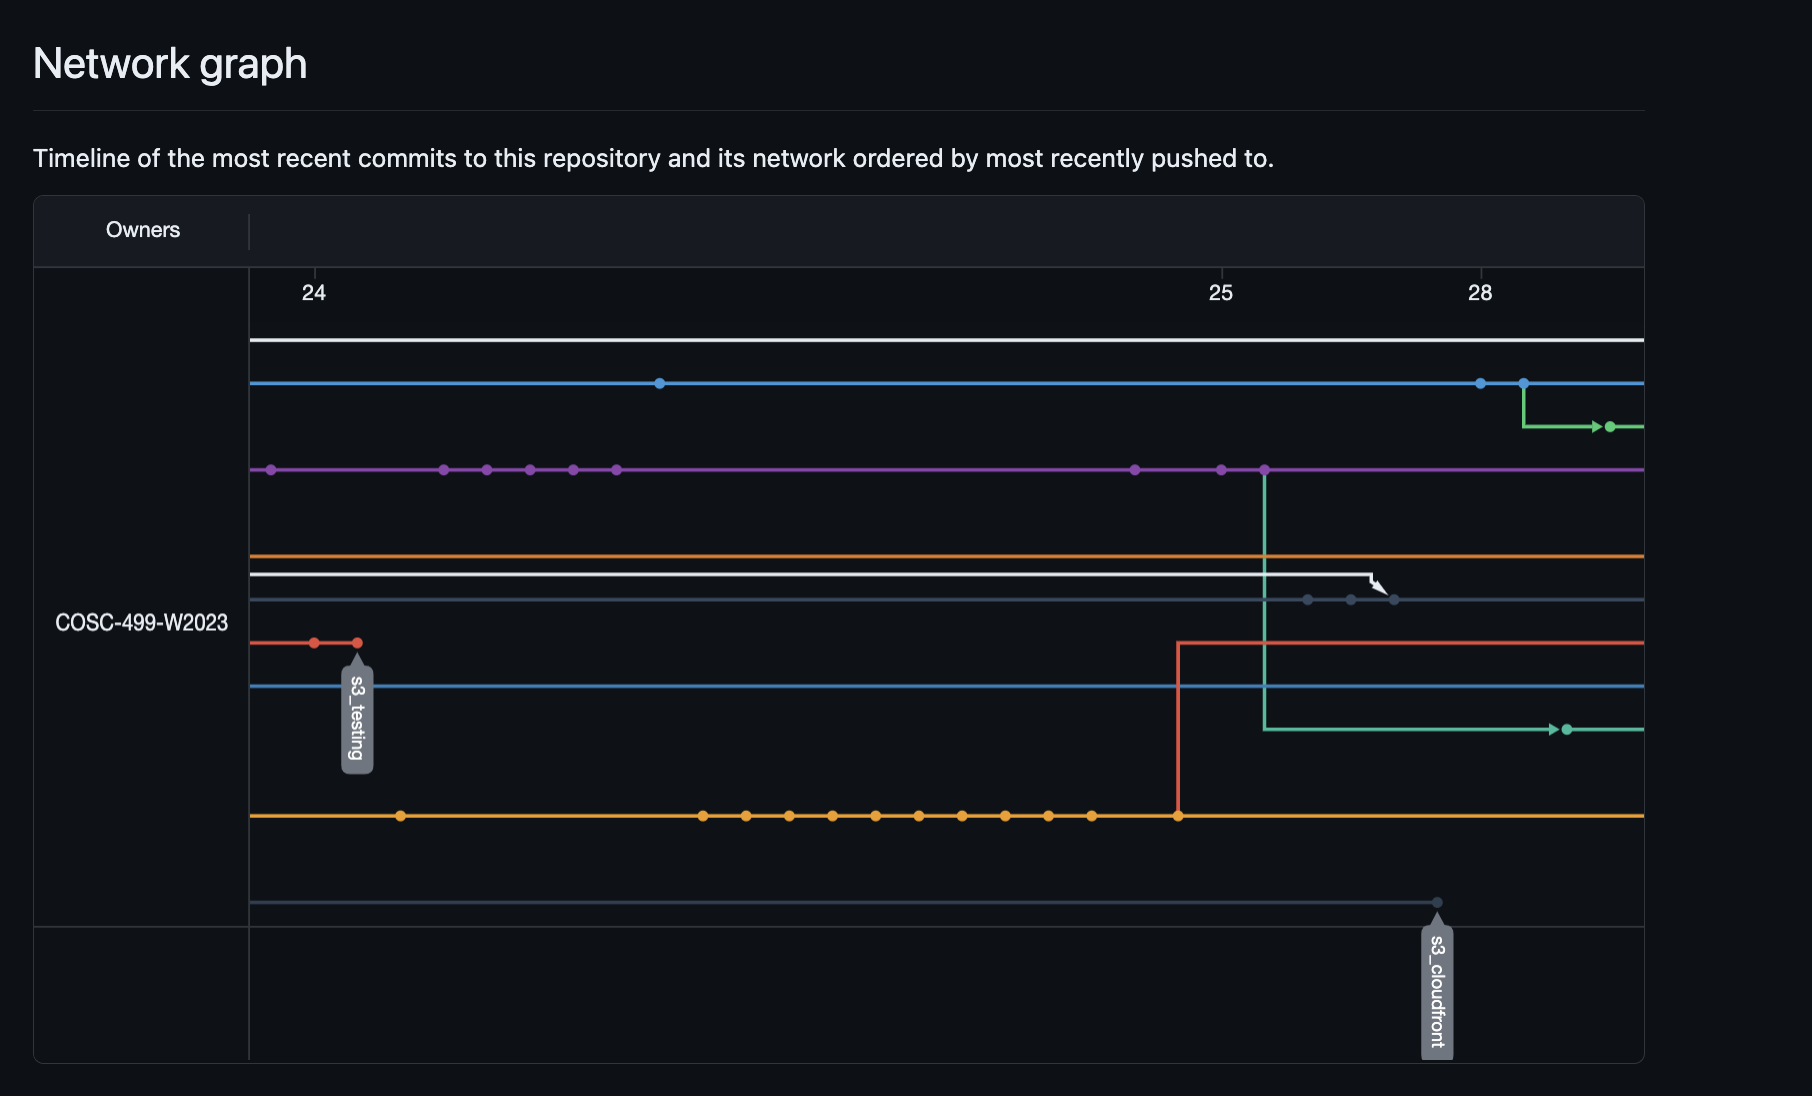 Network graph
Timeline of the most recent commits to this repository and its network ordered by most recently pushed to.
Owners
24
25
28
COSC-499-W2023
s3_testing
s3_cloudfront